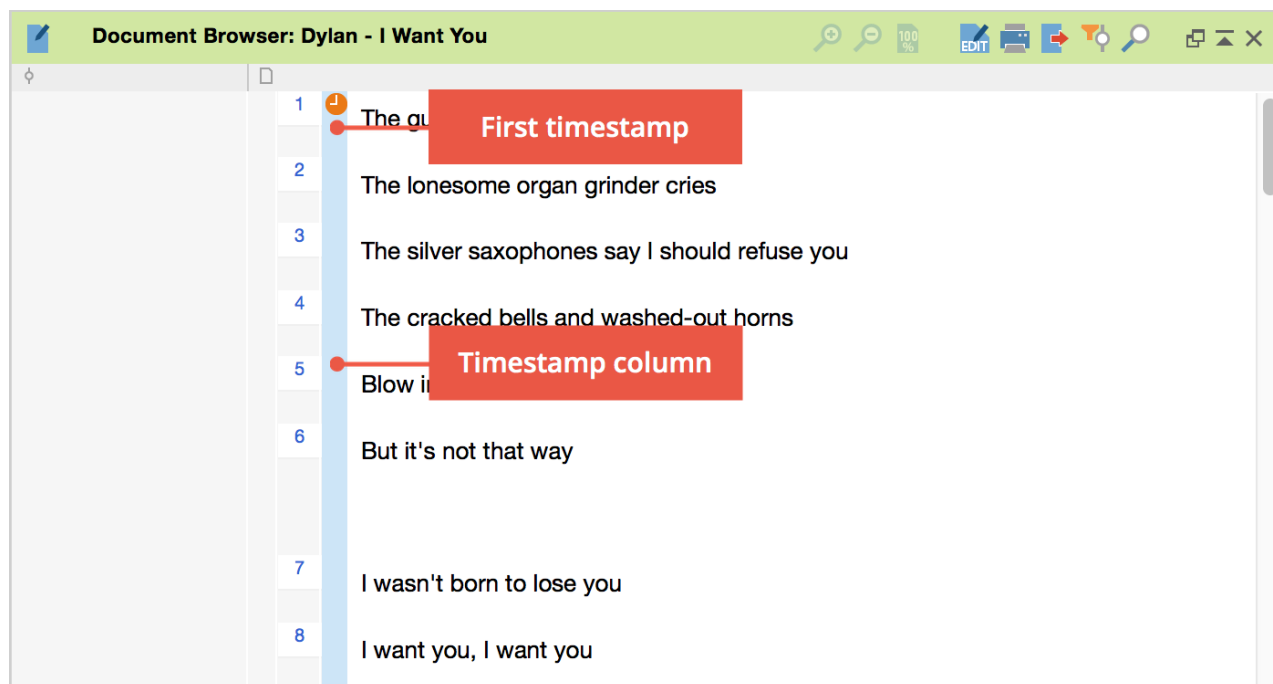 Document Browser: Dylan - I Want You
100 %
EDIT
1 The
First timestamp
2 The lonesome organ grinder cries
3 The silver saxophones say I should refuse you
4 The cracked bells and washed-out horns
Timestamp column
5 Blow
6 But it's not that way
7 I wasn't born to lose you
8 I want you, I want you